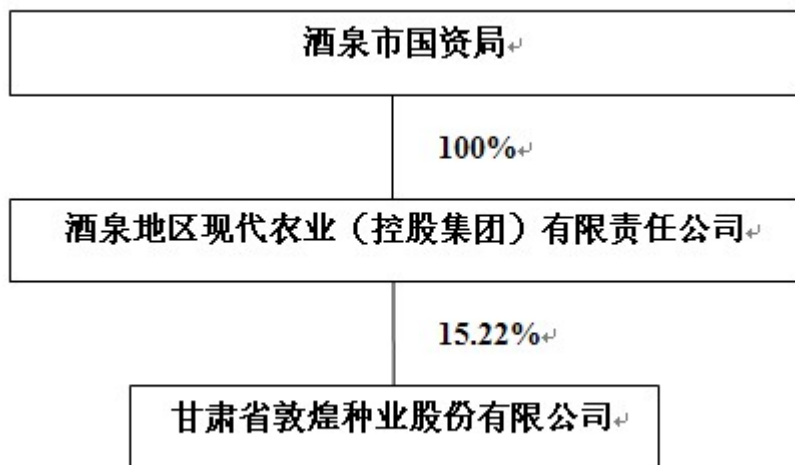 酒泉市国资局
100%
酒泉地区现代农业（控股集团）有限责任公司
15.22%
甘肃省敦煌种业股份有限公司